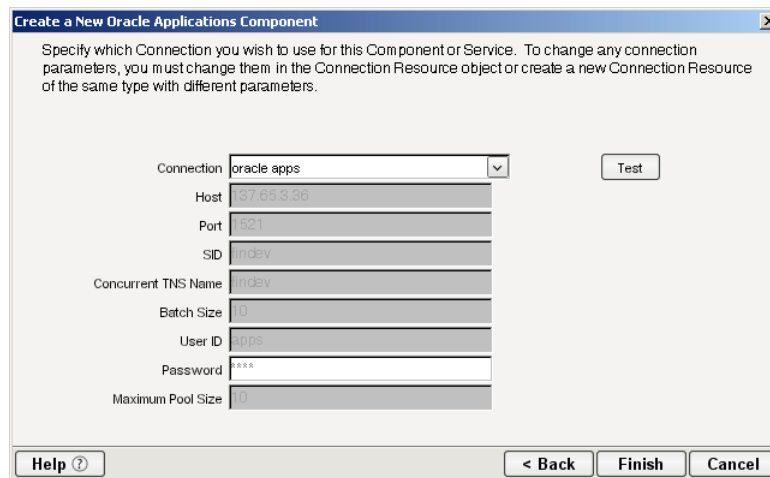 Create a New Oracle Applications Component
Specify which Connection you wish to use for this Component or Service. To change any connection
parameters, you must change them in the Connection Resource object or create a new Connection Resource
of the same type with different parameters.
Connection oracle apps Test
Host 137.65.3.36
Port 1521
SID findev
Concurrent TNS Name findev
Batch Size 10
User ID apps
Password ****
Maximum Pool Size 10
Help ? < Back Finish Cancel